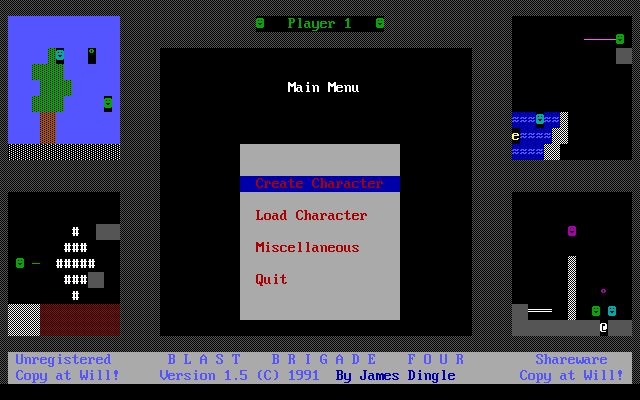 Player 1
Main Menu
Create Character
Load Character
Miscellaneous
Quit
Unregistered B L A S T B R I G A D E F O U R Shareware
Copy at Will! Version 1.5 (C) 1991 By James Dingle Copy at Will!